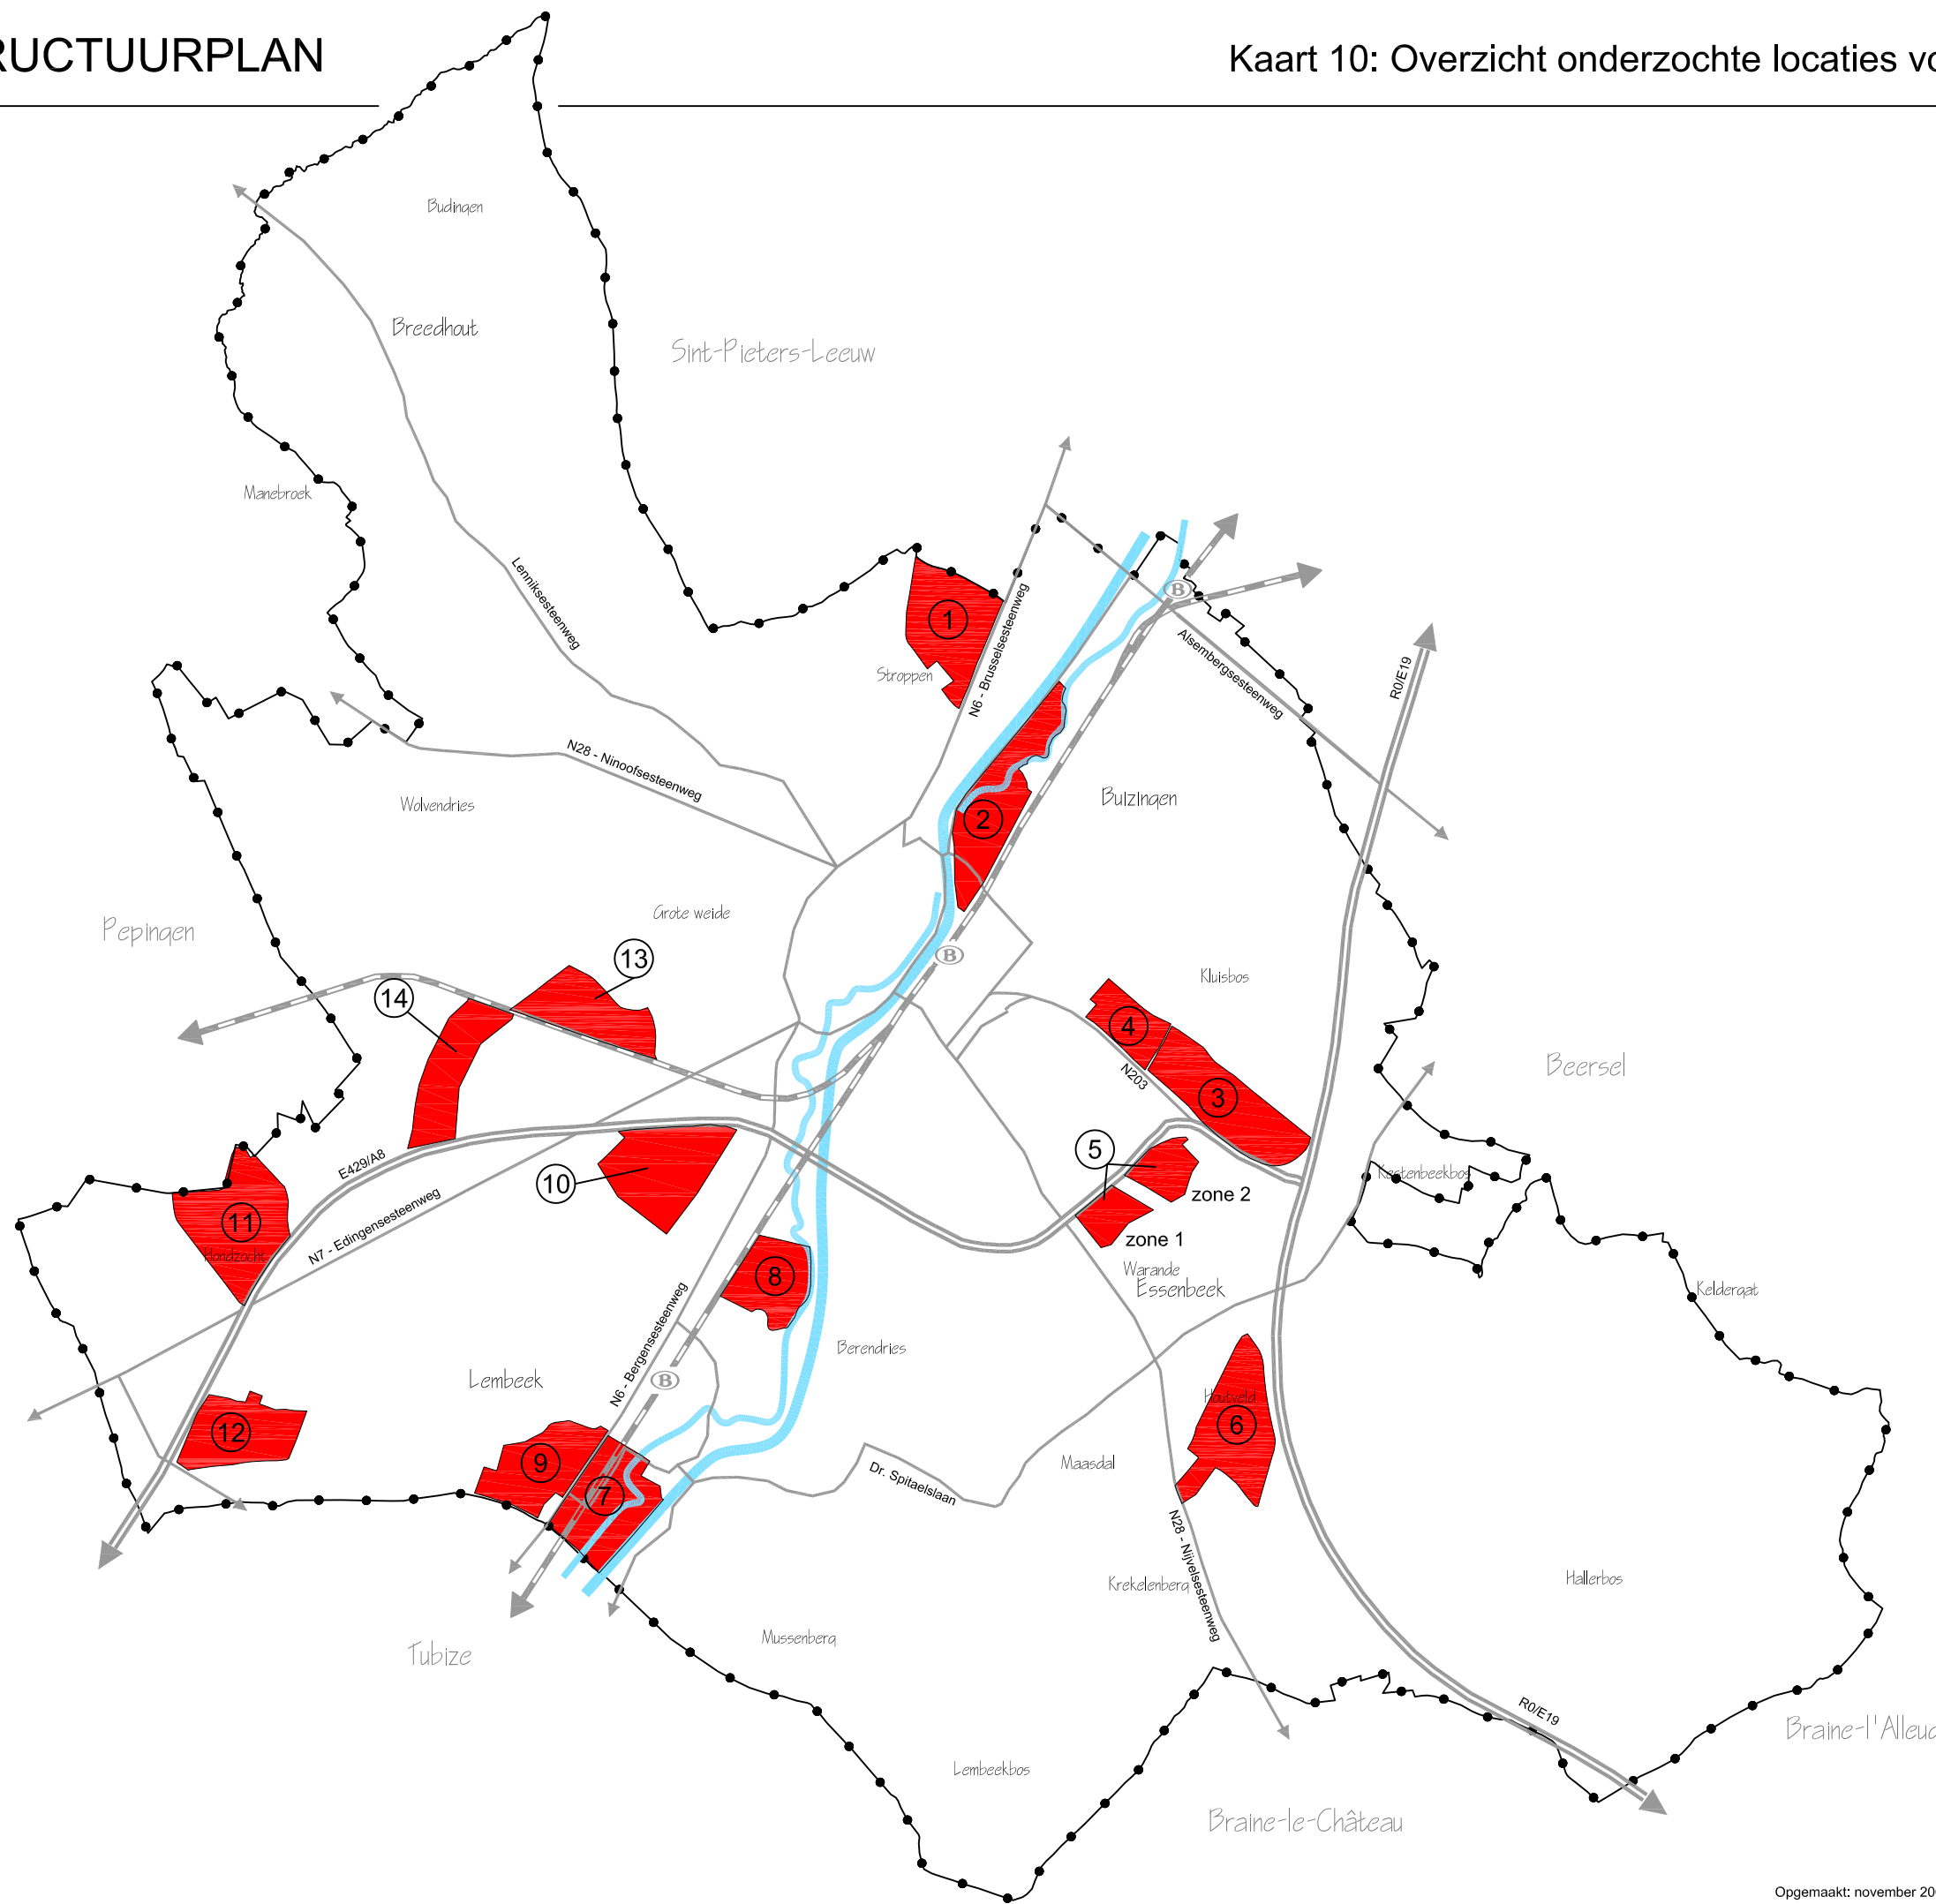 RUCTUURPLAN
Kaart 10: Overzicht onderzochte locaties vo
Budingen
Breedhout
Sint-Pieters-Leeuw
Manebroek
Lenniksesteenweg
1
Stroppen
N6 - Brusselsesteenweg
B
Alsembergsesteenweg
R0/E19
N28 - Ninoofsesteenweg
Wolvendries
2
Buizingen
Grote weide
Pepingen
13
B
Kluisbos
14
4
N203
3
Beersel
5
zone 2
zone 1
Kestenbeekbos
E429/A8
10
11
Hondzocht
N7 - Edingensesteenweg
8
Warande
Essenbeek
Keldergat
Berendries
N6 - Bergensesteenweg
Lembeek
B
Houtveld
6
12
9
7
Maasdal
Dr. Spitaelslaan
N28 - Nijvelsesteenweg
Krekelenberg
Hallerbos
Mussenberg
Tubize
R0/E19
Braine-l'Alleud
Lembeekbos
Braine-le-Château
Opgemaakt: november 20